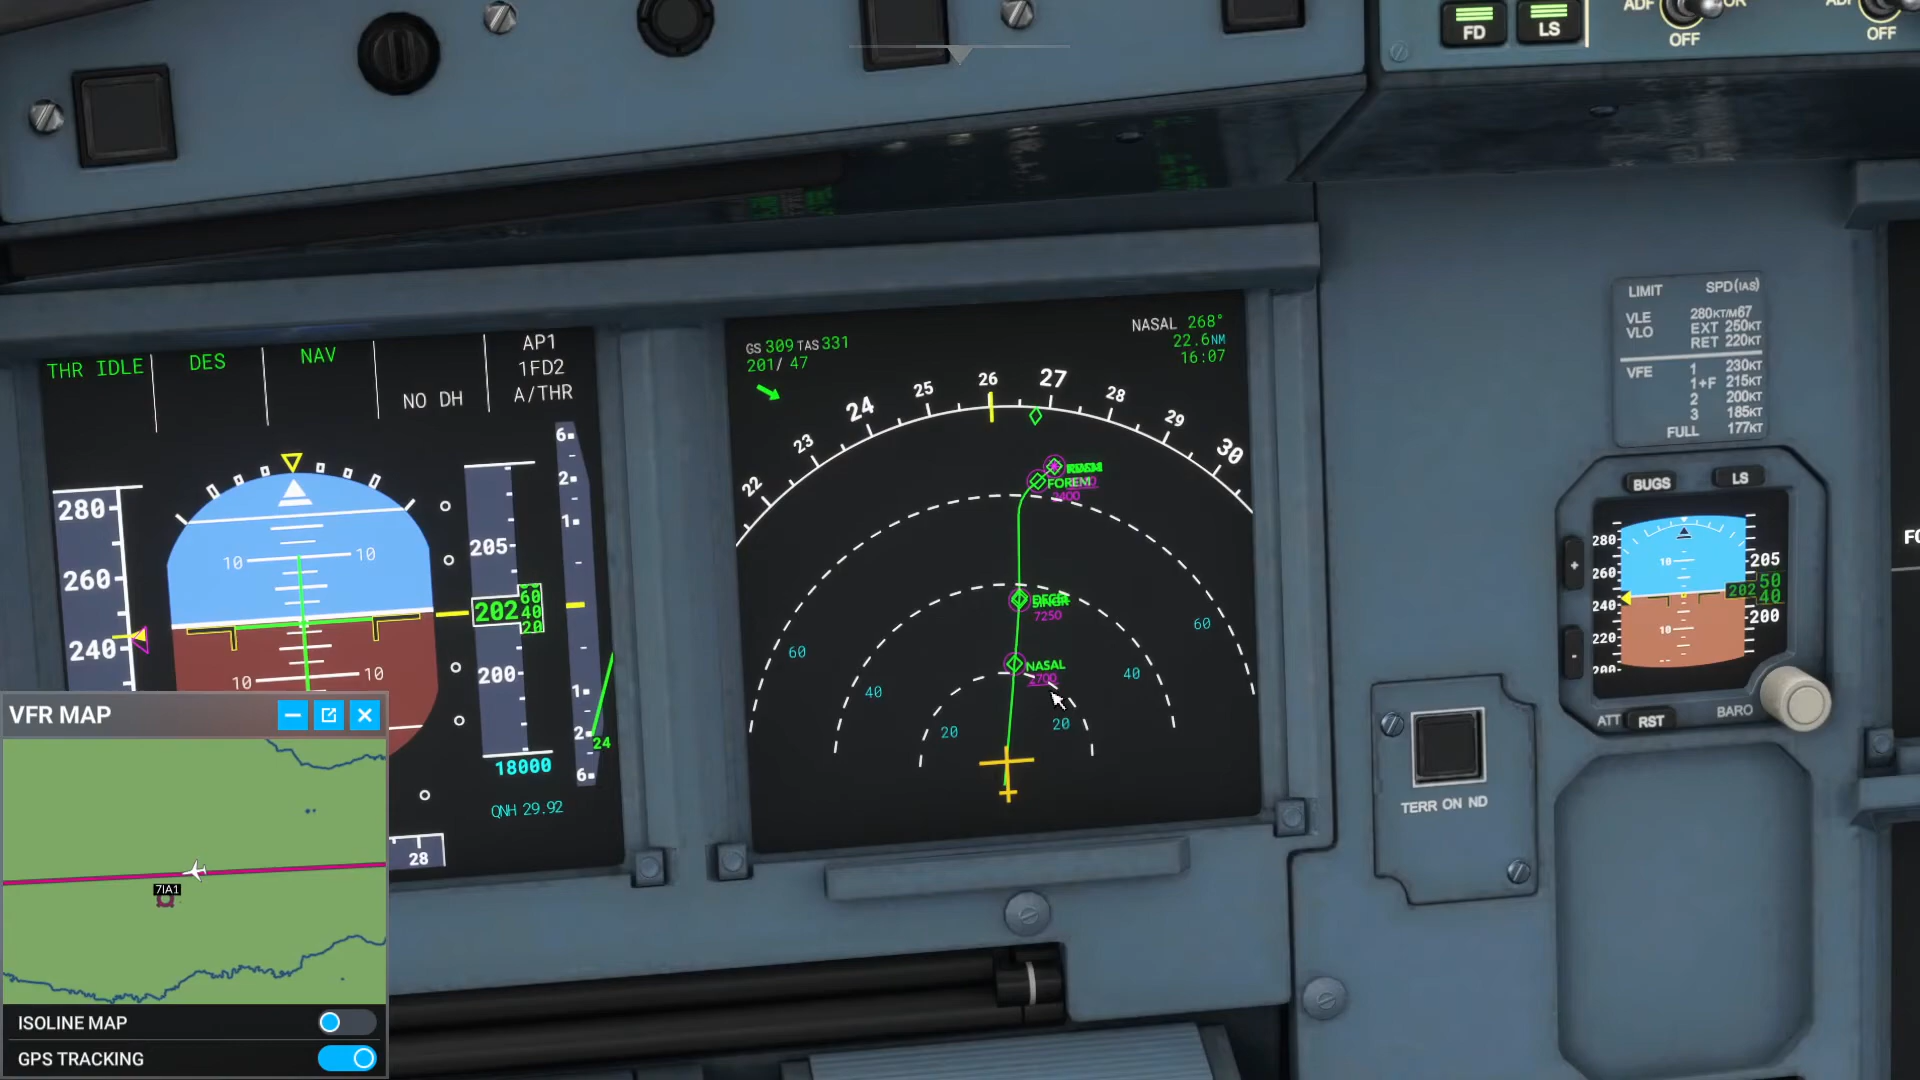 FD
LS
ADF
OFF
OFF
THR IDLE
DES
NAV
NO DH
AP1
1FD2
A/THR
280
260
240
10
10
10
10
205
202
60
40
20
200
18000
QNH 29.92
6
2
1
1
2
6
24
28
GS 309 TAS 331
201/ 47
NASAL 268°
22.6NM
16:07
22
23
24
25
26
27
28
29
30
FOREM
2400
7250
NASAL
2700
60
40
20
20
40
60
LIMIT SPD(IAS)
VLE 280KT/M67
VLO EXT 250KT
RET 220KT
VFE 1 230KT
1+F 215KT
2 200KT
3 185KT
FULL 177KT
BUGS
LS
+
-
280
260
240
220
200
10
10
205
202
50
40
200
ATT RST
BARO
TERR ON ND
VFR MAP
7IA1
ISOLINE MAP
GPS TRACKING